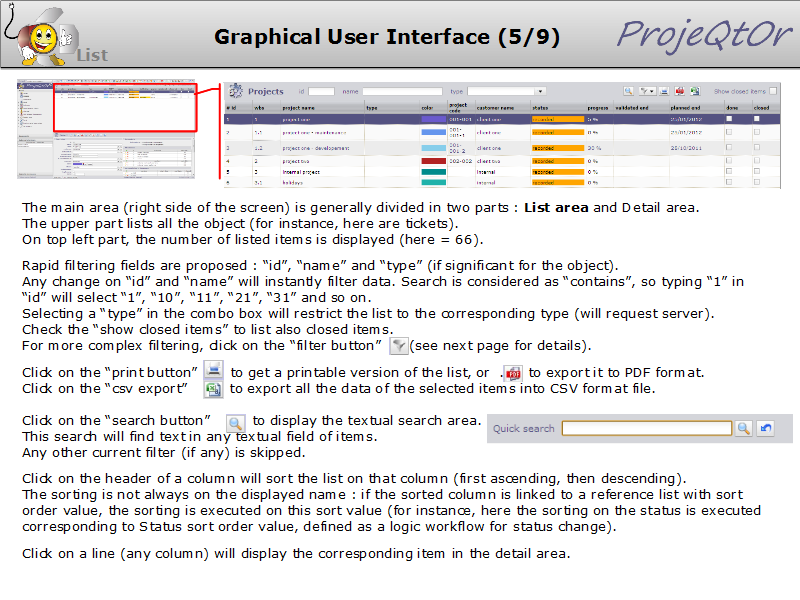 List
Graphical User Interface (5/9)
ProjeQtOr
Projects id name type Show closed items
# id wbs project name type color project code customer name status progress validated end planned end done closed
1 1 project one 001-001 client one recorded 5 % 25/01/2012
2 1.1 project one - maintenance 001-001-1 client one recorded 0 % 25/01/2012
3 1.2 project one - developement 001-001-2 client one recorded 30 % 25/10/2011
4 2 project two 002-002 client two recorded 0 %
5 3 internal project internal recorded 0 %
6 3.1 holidays internal recorded 0 %
The main area (right side of the screen) is generally divided in two parts : List area and Detail area.
The upper part lists all the object (for instance, here are tickets).
On top left part, the number of listed items is displayed (here = 66).
Rapid filtering fields are proposed : “id”, “name” and “type” (if significant for the object).
Any change on “id” and “name” will instantly filter data. Search is considered as “contains”, so typing “1” in
“id” will select “1”, “10”, “11”, “21”, “31” and so on.
Selecting a “type” in the combo box will restrict the list to the corresponding type (will request server).
Check the “show closed items” to list also closed items.
For more complex filtering, click on the “filter button” (see next page for details).
Click on the “print button” to get a printable version of the list, or . to export it to PDF format.
Click on the “csv export” to export all the data of the selected items into CSV format file.
Click on the “search button” to display the textual search area.
Quick search
This search will find text in any textual field of items.
Any other current filter (if any) is skipped.
Click on the header of a column will sort the list on that column (first ascending, then descending).
The sorting is not always on the displayed name : if the sorted column is linked to a reference list with sort
order value, the sorting is executed on this sort value (for instance, here the sorting on the status is executed
corresponding to Status sort order value, defined as a logic workflow for status change).
Click on a line (any column) will display the corresponding item in the detail area.